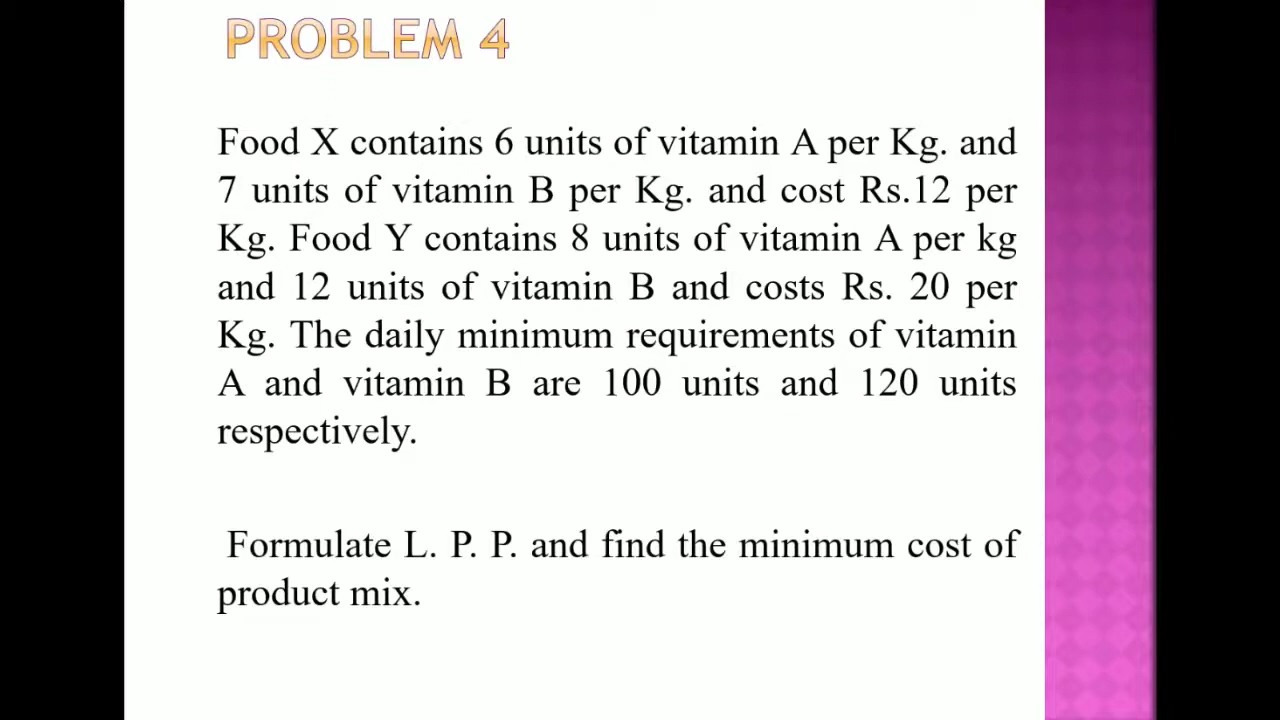 PROBLEM 4
Food X contains 6 units of vitamin A per Kg. and
7 units of vitamin B per Kg. and cost Rs.12 per
Kg. Food Y contains 8 units of vitamin A per kg
and 12 units of vitamin B and costs Rs. 20 per
Kg. The daily minimum requirements of vitamin
A and vitamin B are 100 units and 120 units
respectively.
Formulate L. P. P. and find the minimum cost of
product mix.